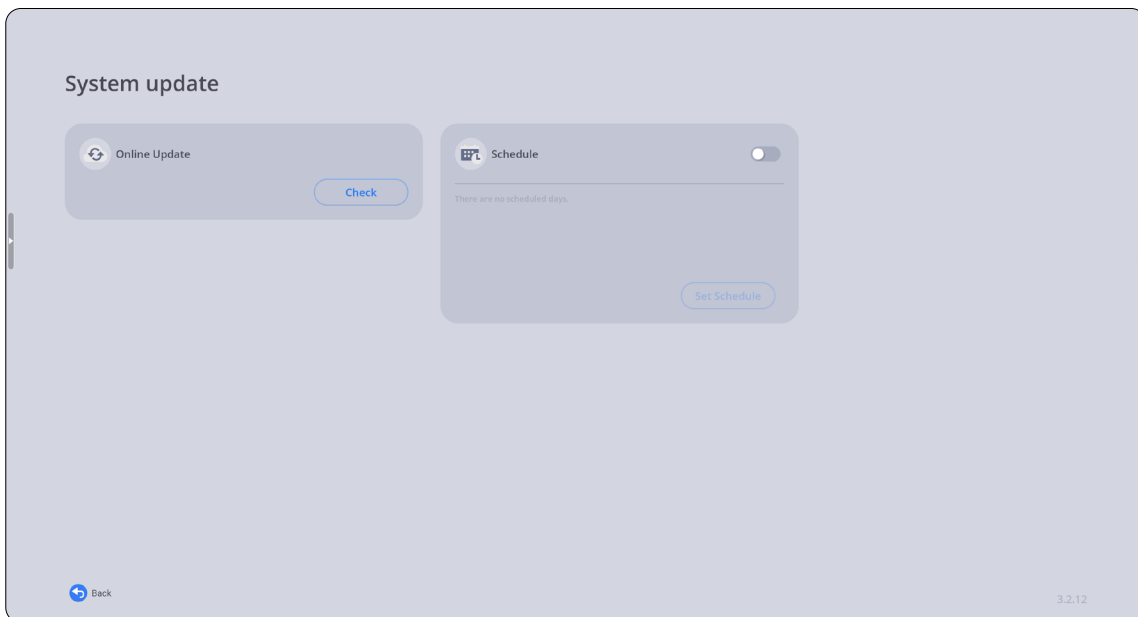 System update
Online Update
Check
Schedule
There are no scheduled days.
Set Schedule
Back
3.2.12